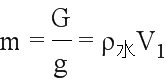 m = G/g = ρ水V₁